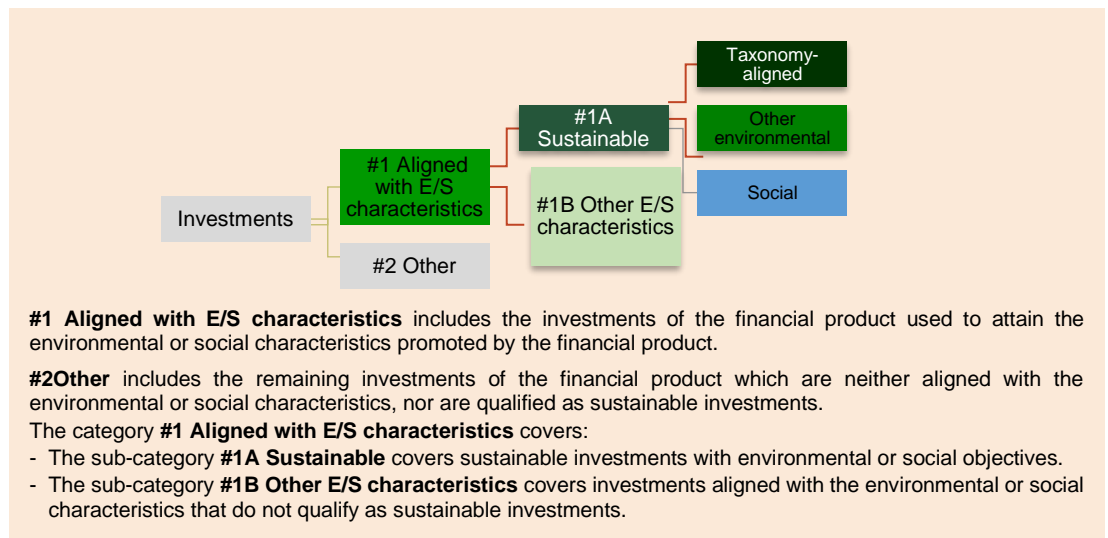 Taxonomy-
aligned
#1A
Sustainable
Other
environmental
#1 Aligned
with E/S
characteristics
Social
#1B Other E/S
characteristics
Investments
#2 Other
#1 Aligned with E/S characteristics includes the investments of the financial product used to attain the
environmental or social characteristics promoted by the financial product.
#2Other includes the remaining investments of the financial product which are neither aligned with the
environmental or social characteristics, nor are qualified as sustainable investments.
The category #1 Aligned with E/S characteristics covers:
- The sub-category #1A Sustainable covers sustainable investments with environmental or social objectives.
- The sub-category #1B Other E/S characteristics covers investments aligned with the environmental or social
characteristics that do not qualify as sustainable investments.